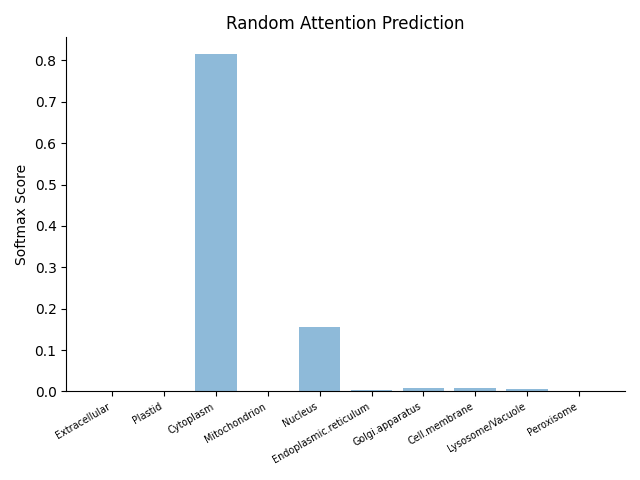 Random Attention Prediction
Softmax Score
0.8
0.7
0.6
0.5
0.4
0.3
0.2
0.1
0.0
Extracellular
Plastid
Cytoplasm
Mitochondrion
Nucleus
Endoplasmic.reticulum
Golgi.apparatus
Cell.membrane
Lysosome/Vacuole
Peroxisome